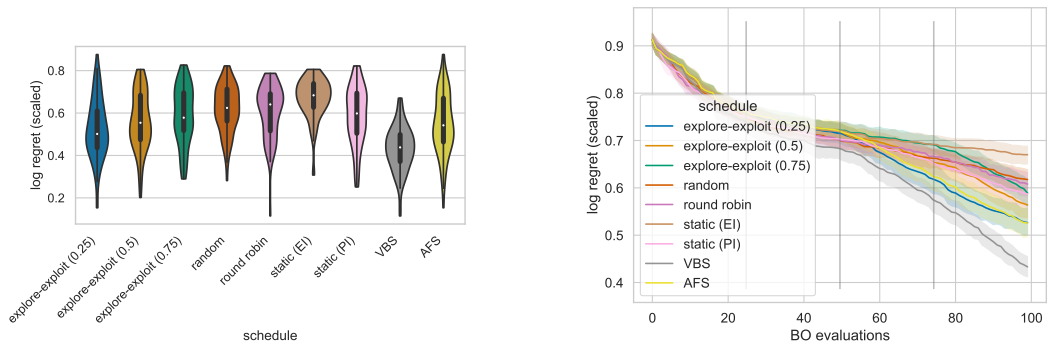 log regret (scaled)
0.8
0.6
0.4
0.2
explore-exploit (0.25)
explore-exploit (0.5)
explore-exploit (0.75)
random
round robin
static (EI)
static (PI)
VBS
AFS
schedule
log regret (scaled)
0.9
0.8
0.7
0.6
0.5
0.4
schedule
explore-exploit (0.25)
explore-exploit (0.5)
explore-exploit (0.75)
random
round robin
static (EI)
static (PI)
VBS
AFS
0 20 40 60 80 100
BO evaluations